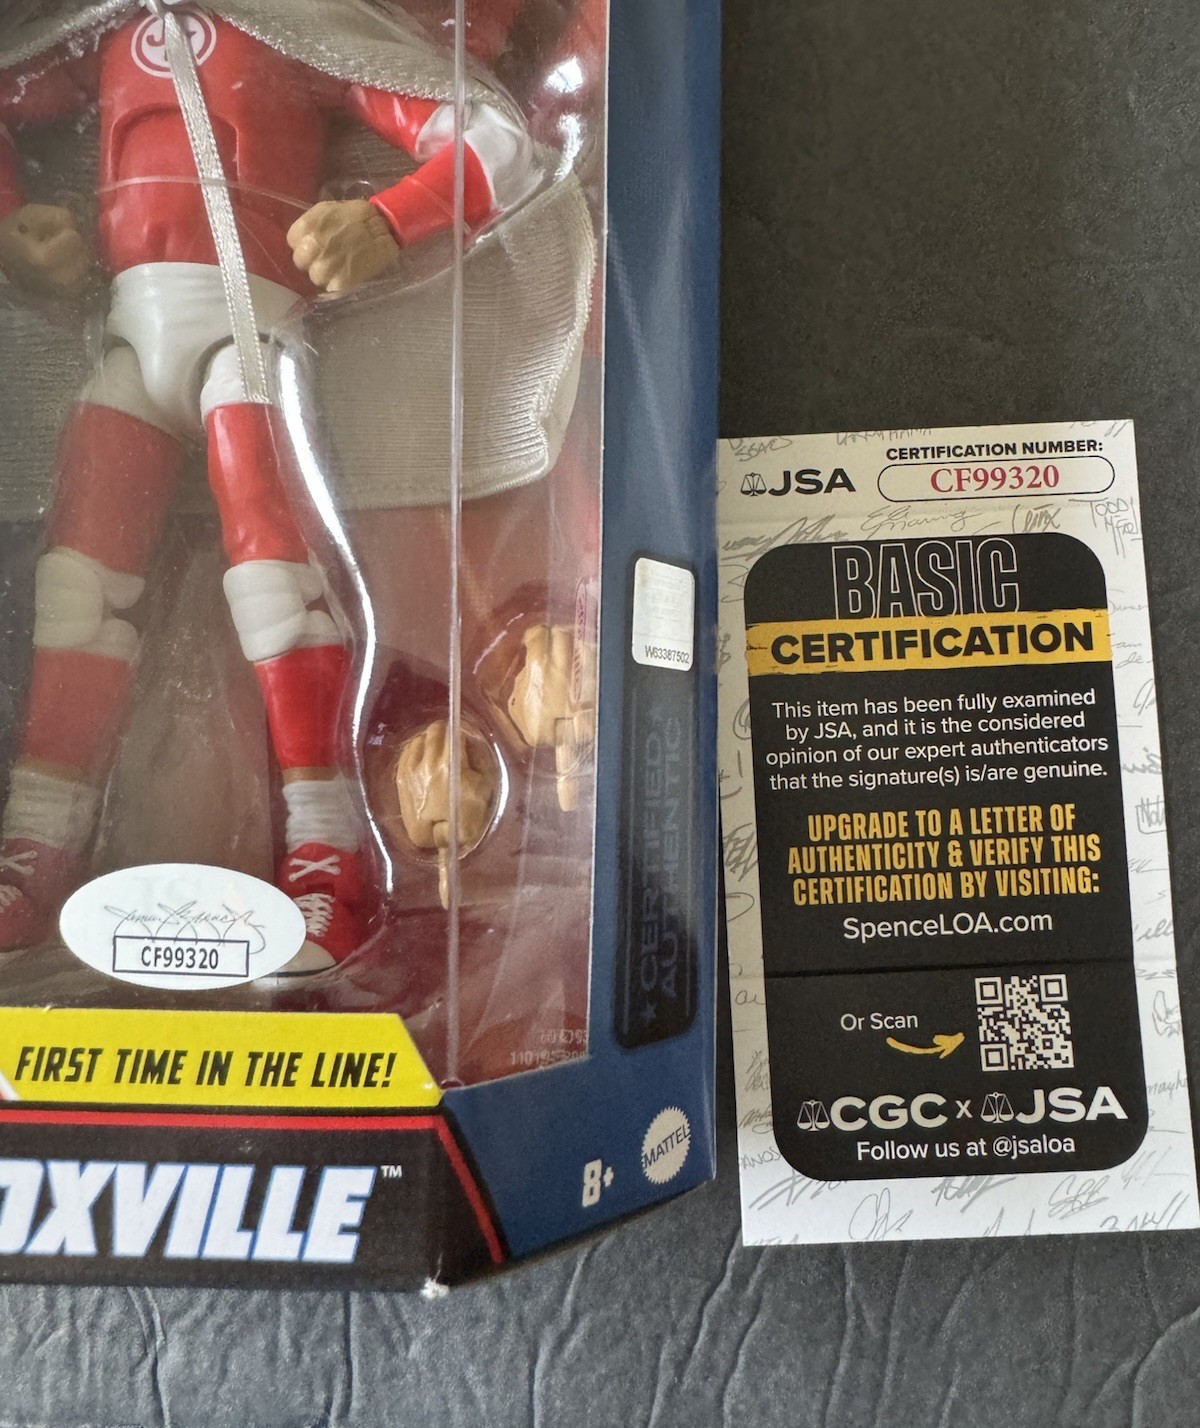 JSA
CERTIFICATION NUMBER:
CF99320
BASIC
CERTIFICATION
This item has been fully examined
by JSA, and it is the considered
opinion of our expert authenticators
that the signature(s) is/are genuine.
UPGRADE TO A LETTER OF
AUTHENTICITY & VERIFY THIS
CERTIFICATION BY VISITING:
SpenceLOA.com
Or Scan
CGC x JSA
Follow us at @jsaloa
W63387502
CERTIFIED
AUTHENTIC
CF99320
FIRST TIME IN THE LINE!
OXVILLE™
8+
MATTEL